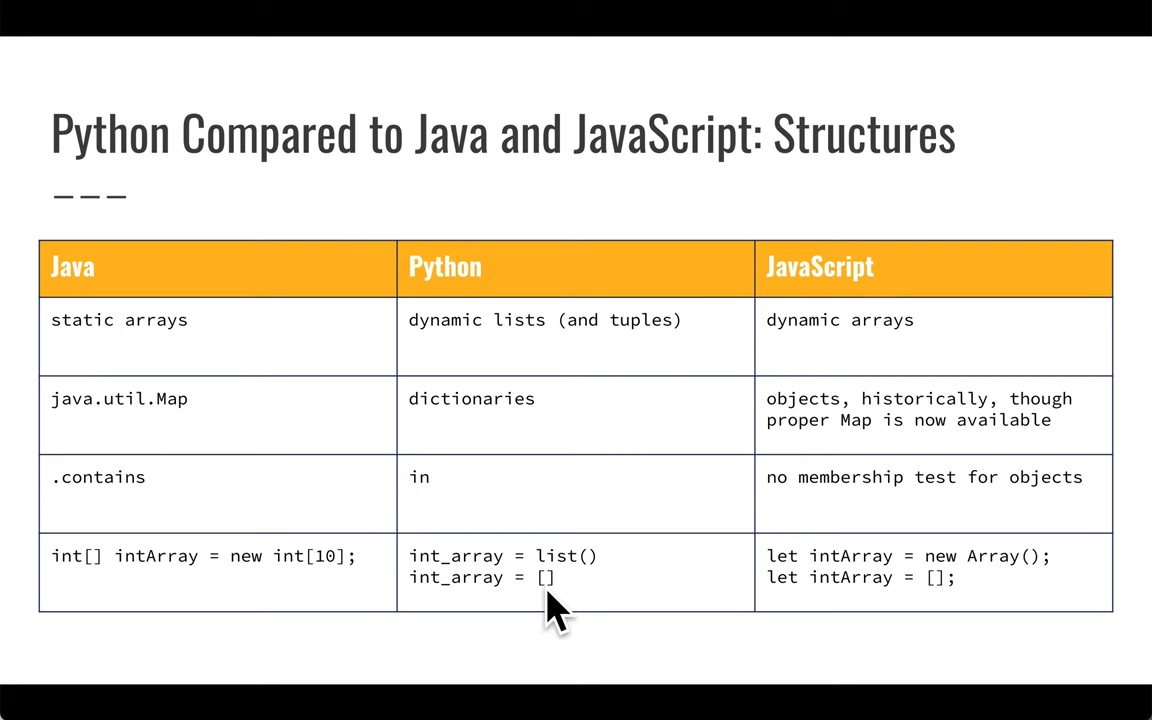 Python Compared to Java and JavaScript: Structures
Java
Python
JavaScript
static arrays
dynamic lists (and tuples)
dynamic arrays
java.util.Map
dictionaries
objects, historically, though
proper Map is now available
.contains
in
no membership test for objects
int[] intArray = new int[10];
int_array = list()
int_array = []
let intArray = new Array();
let intArray = [];